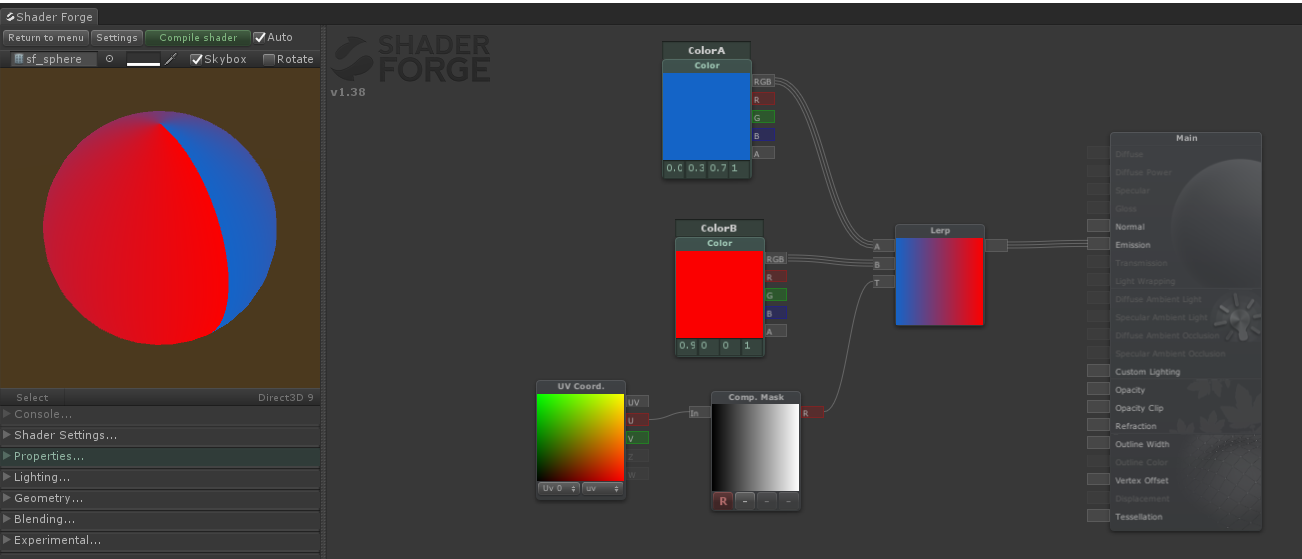 Shader Forge
Return to menu Settings Compile shader Auto
sf_sphere Skybox Rotate
SHADER
FORGE
v1.38
Select Direct3D 9
Console...
Shader Settings...
Properties...
Lighting...
Geometry...
Blending...
Experimental...
ColorA
Color
RGB
R
G
B
A
0.3 0.7 1
ColorB
Color
RGB
R
G
B
A
0.9 0 0 1
UV Coord.
UV
U
V
Z
W
Uv 0 uv
Comp. Mask
In R
R - - -
Lerp
A
B
T
Main
Diffuse
Diffuse Power
Specular
Gloss
Normal
Emission
Transmission
Light Wrapping
Diffuse Ambient Light
Specular Ambient Light
Diffuse Ambient Occlusion
Specular Ambient Occlusion
Custom Lighting
Opacity
Opacity Clip
Refraction
Outline Width
Outline Color
Vertex Offset
Displacement
Tessellation